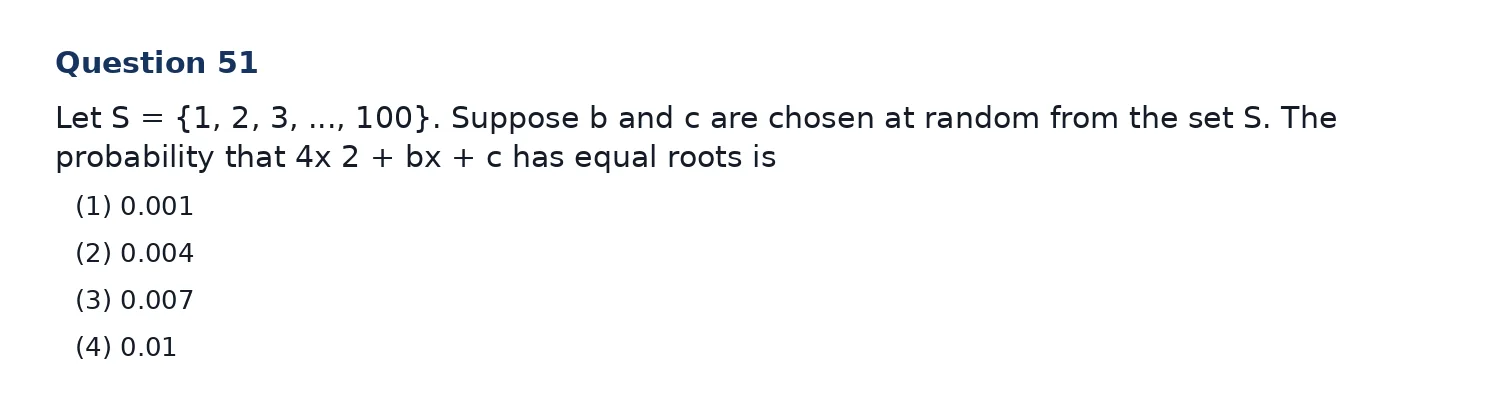 Question 51
Let S = {1, 2, 3, ..., 100}. Suppose b and c are chosen at random from the set S. The
probability that 4x 2 + bx + c has equal roots is
(1) 0.001
(2) 0.004
(3) 0.007
(4) 0.01